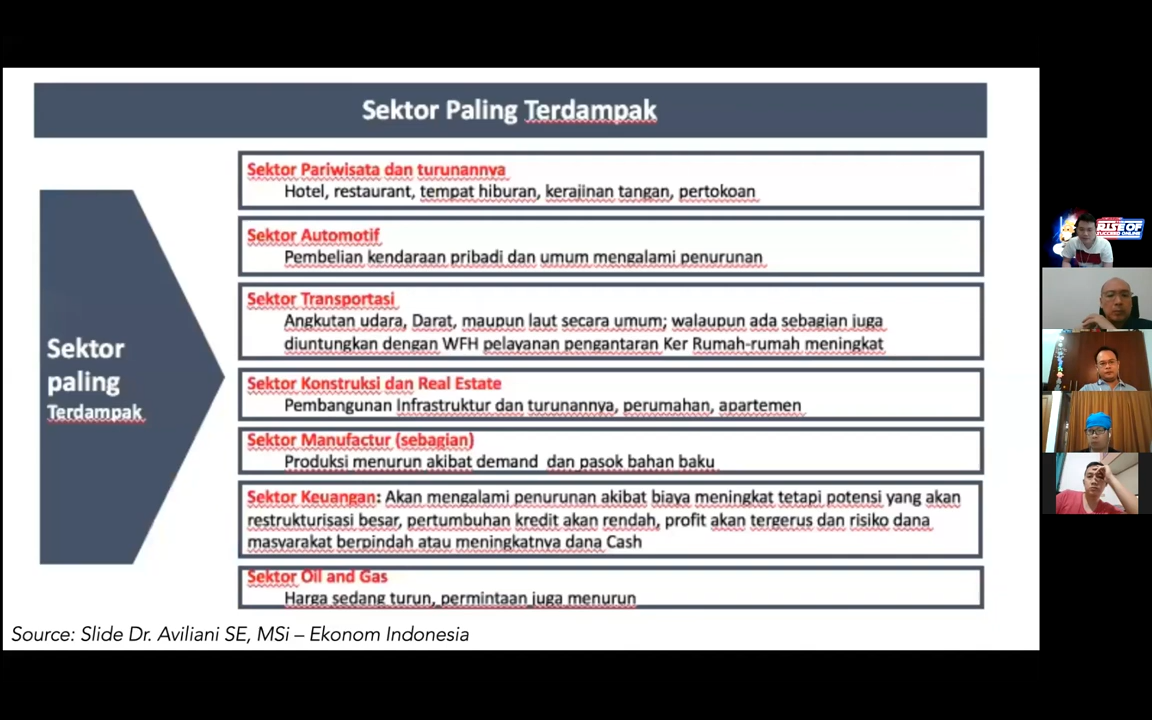 Sektor Paling Terdampak
Sektor
paling
Terdampak
Sektor Pariwisata dan turunannya
Hotel, restaurant, tempat hiburan, kerajinan tangan, pertokoan
Sektor Automotif
Pembelian kendaraan pribadi dan umum mengalami penurunan
Sektor Transportasi
Angkutan udara, Darat, maupun laut secara umum; walaupun ada sebagian juga
diuntungkan dengan WFH pelayanan pengantaran Ker Rumah-rumah meningkat
Sektor Konstruksi dan Real Estate
Pembangunan Infrastruktur dan turunannya, perumahan, apartemen
Sektor Manufactur (sebagian)
Produksi menurun akibat demand dan pasok bahan baku
Sektor Keuangan: Akan mengalami penurunan akibat biaya meningkat tetapi potensi yang akan
restrukturisasi besar, pertumbuhan kredit akan rendah, profit akan tergerus dan risiko dana
masyarakat berpindah atau meningkatnya dana Cash
Sektor Oil and Gas
Harga sedang turun, permintaan juga menurun
Source: Slide Dr. Aviliani SE, MSi – Ekonom Indonesia
RISE OF